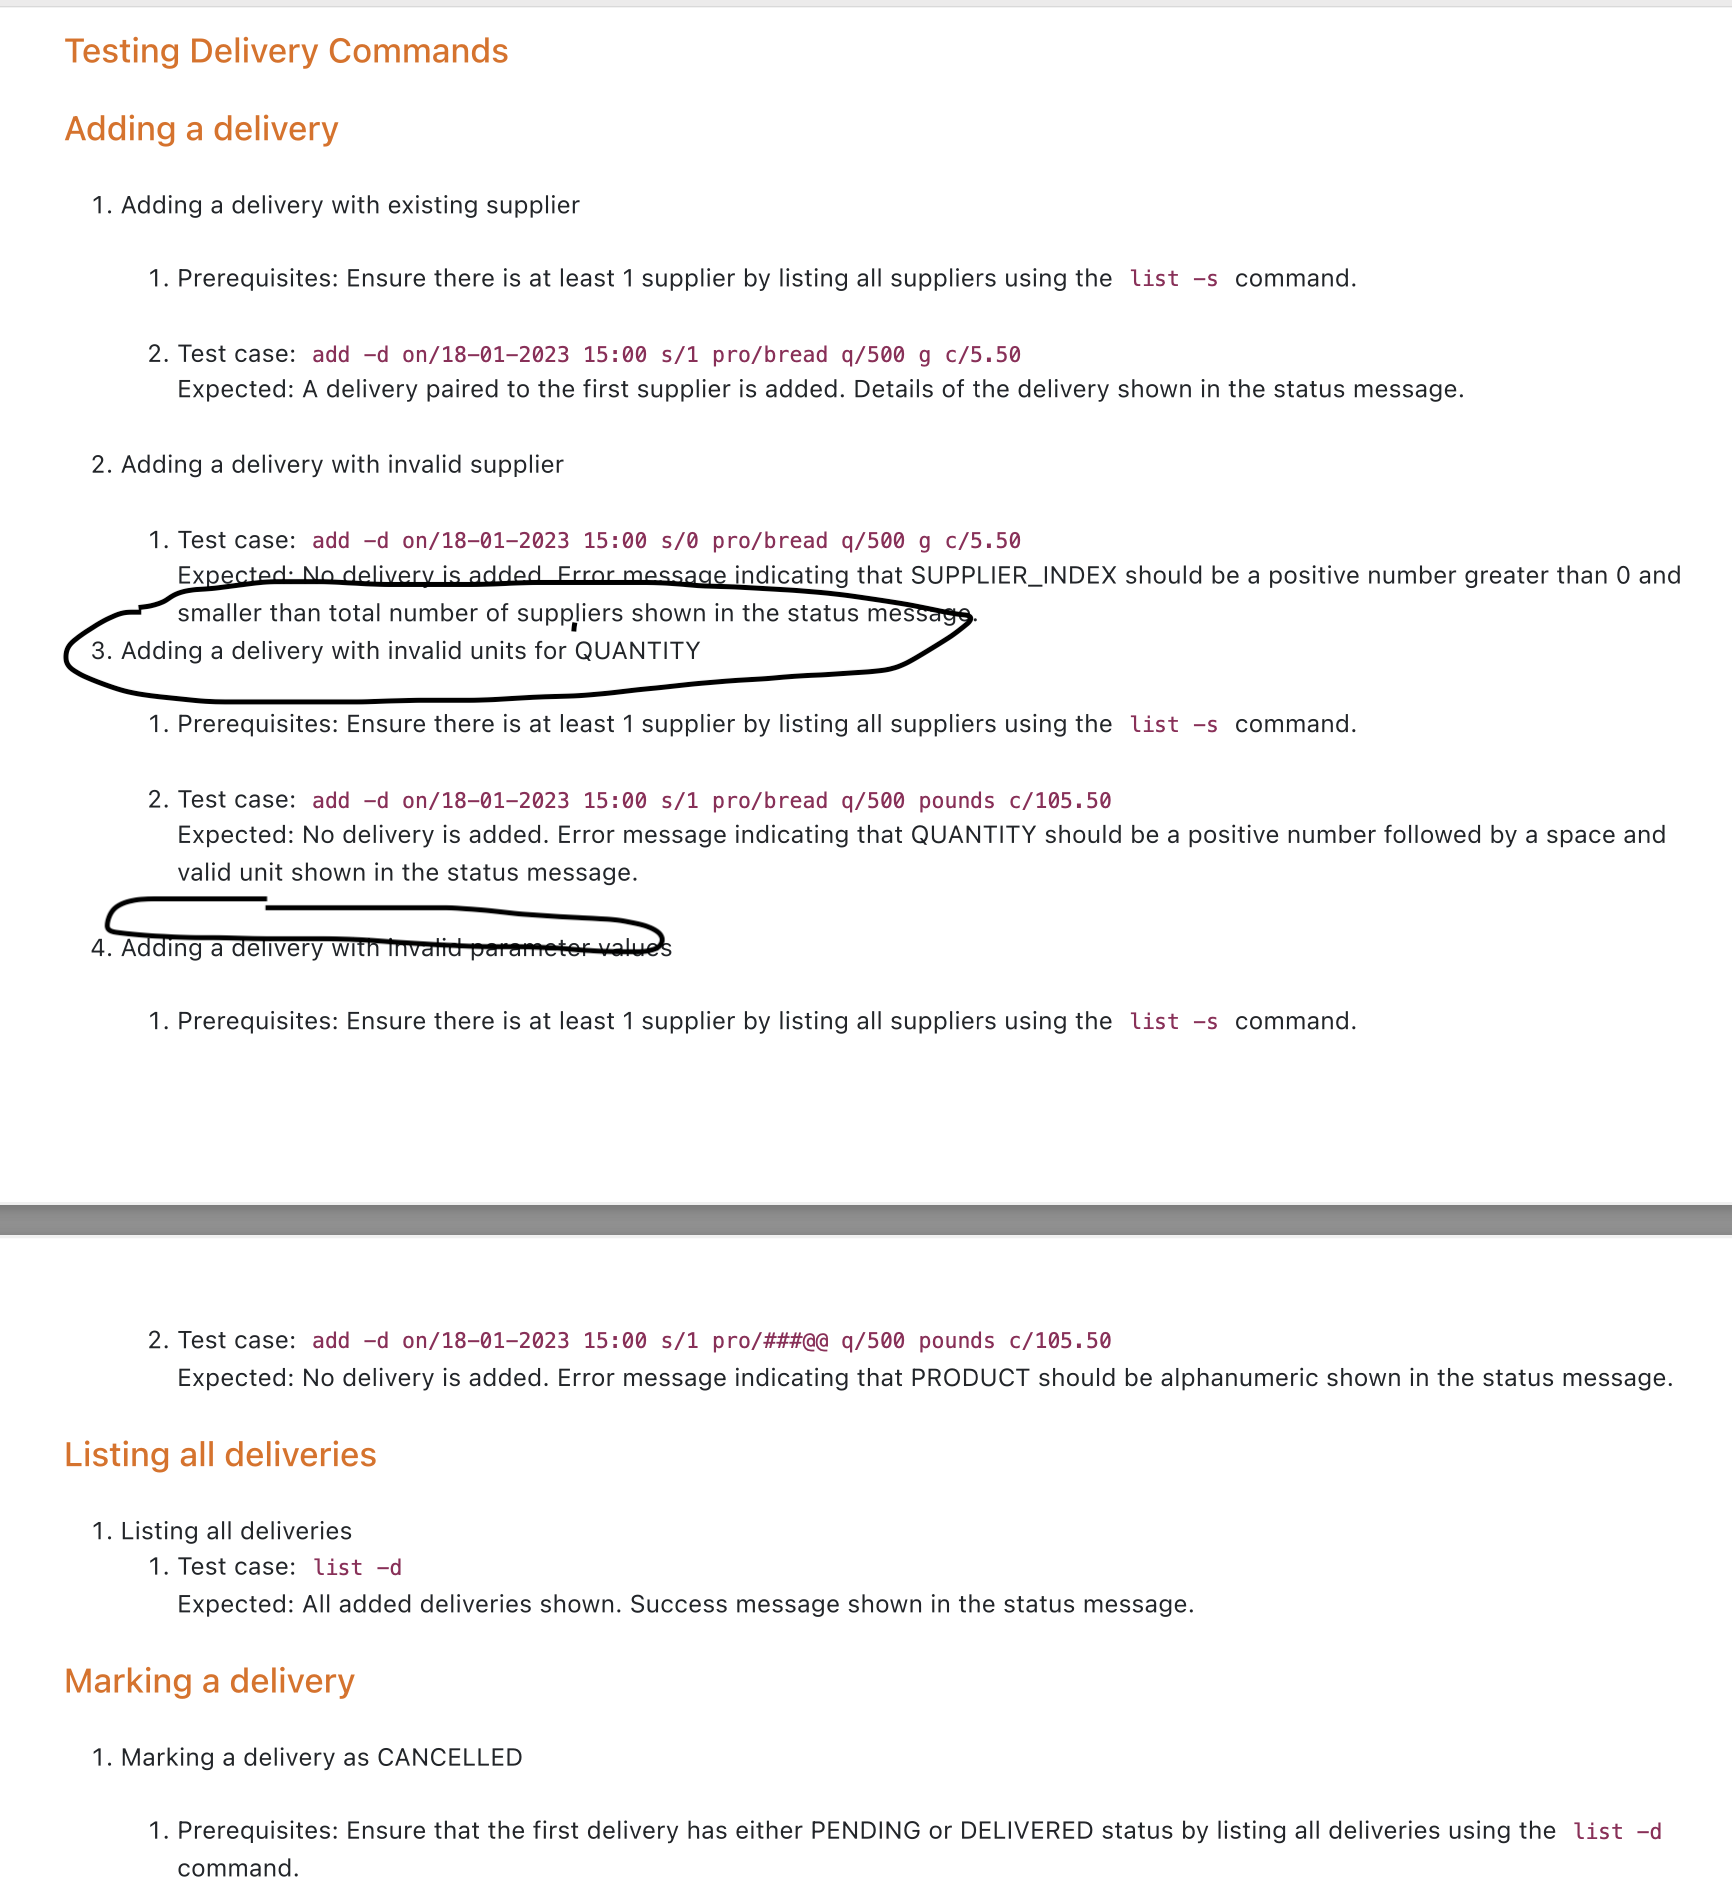 Testing Delivery Commands
Adding a delivery
1. Adding a delivery with existing supplier
1. Prerequisites: Ensure there is at least 1 supplier by listing all suppliers using the list -s command.
2. Test case: add -d on/18-01-2023 15:00 s/1 pro/bread q/500 g c/5.50
Expected: A delivery paired to the first supplier is added. Details of the delivery shown in the status message.
2. Adding a delivery with invalid supplier
1. Test case: add -d on/18-01-2023 15:00 s/0 pro/bread q/500 g c/5.50
Expected: No delivery is added. Error message indicating that SUPPLIER_INDEX should be a positive number greater than 0 and
smaller than total number of suppliers shown in the status message.
3. Adding a delivery with invalid units for QUANTITY
1. Prerequisites: Ensure there is at least 1 supplier by listing all suppliers using the list -s command.
2. Test case: add -d on/18-01-2023 15:00 s/1 pro/bread q/500 pounds c/105.50
Expected: No delivery is added. Error message indicating that QUANTITY should be a positive number followed by a space and
valid unit shown in the status message.
4. Adding a delivery with invalid parameter values
1. Prerequisites: Ensure there is at least 1 supplier by listing all suppliers using the list -s command.
2. Test case: add -d on/18-01-2023 15:00 s/1 pro/###@@ q/500 pounds c/105.50
Expected: No delivery is added. Error message indicating that PRODUCT should be alphanumeric shown in the status message.
Listing all deliveries
1. Listing all deliveries
1. Test case: list -d
Expected: All added deliveries shown. Success message shown in the status message.
Marking a delivery
1. Marking a delivery as CANCELLED
1. Prerequisites: Ensure that the first delivery has either PENDING or DELIVERED status by listing all deliveries using the list -d
command.